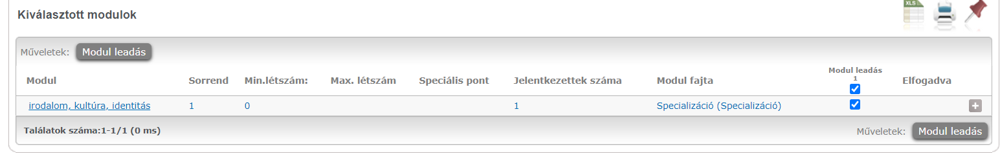 Kiválasztott modulok
XLS
Műveletek: Modul leadás
Modul Sorrend Min.létszám: Max. létszám Speciális pont Jelentkezettek száma Modul fajta Modul leadás 1 Elfogadva
irodalom, kultúra, identitás 1 0 1 Specializáció (Specializáció)
Találatok száma:1-1/1 (0 ms) Műveletek: Modul leadás